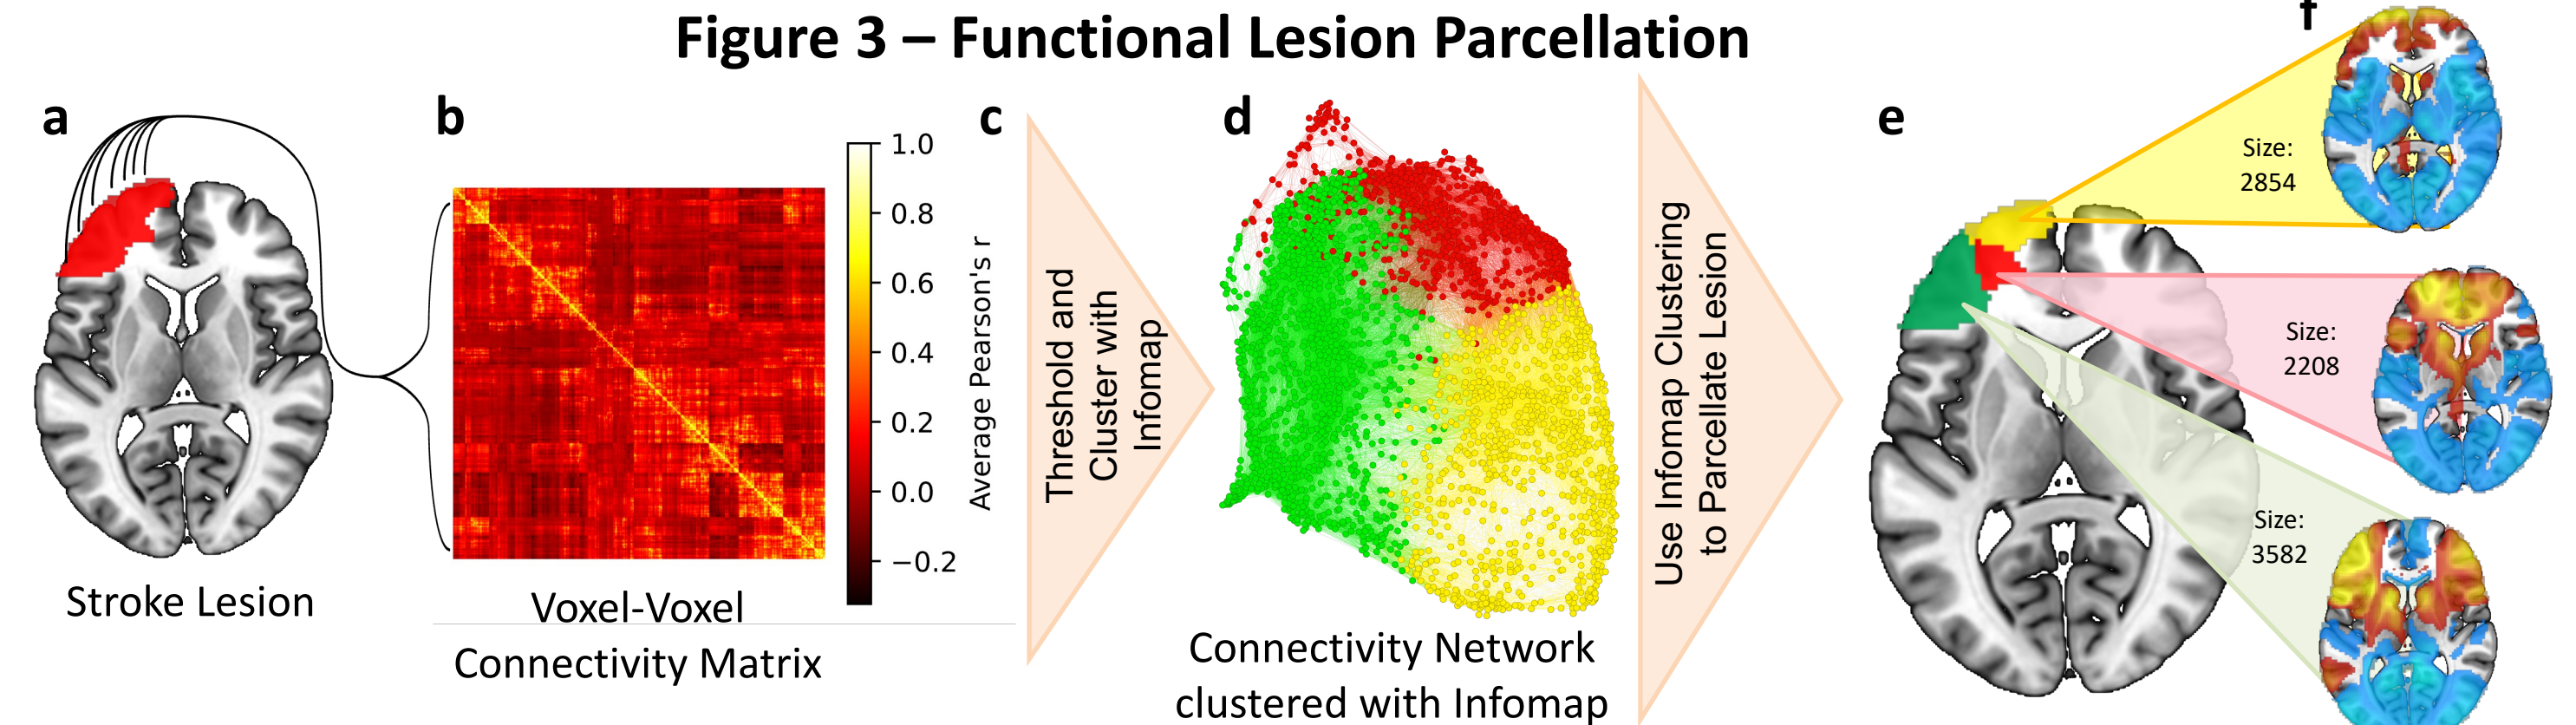 Figure 3 – Functional Lesion Parcellation
a
Stroke Lesion
b
1.0
0.8
0.6
0.4
0.2
0.0
−0.2
Average Pearson's r
Voxel-Voxel
Connectivity Matrix
c
Threshold and
Cluster with
Infomap
d
Connectivity Network
clustered with Infomap
Use Infomap Clustering
to Parcellate Lesion
e
f
Size:
2854
Size:
2208
Size:
3582